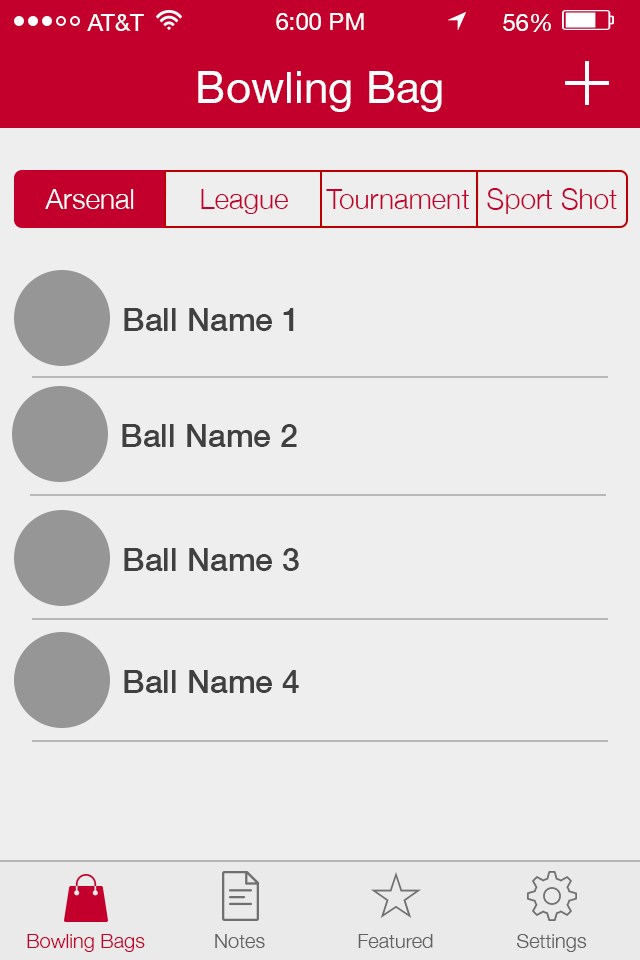 AT&T 6:00 PM 56%
Bowling Bag
Arsenal League Tournament Sport Shot
Ball Name 1
Ball Name 2
Ball Name 3
Ball Name 4
Bowling Bags Notes Featured Settings